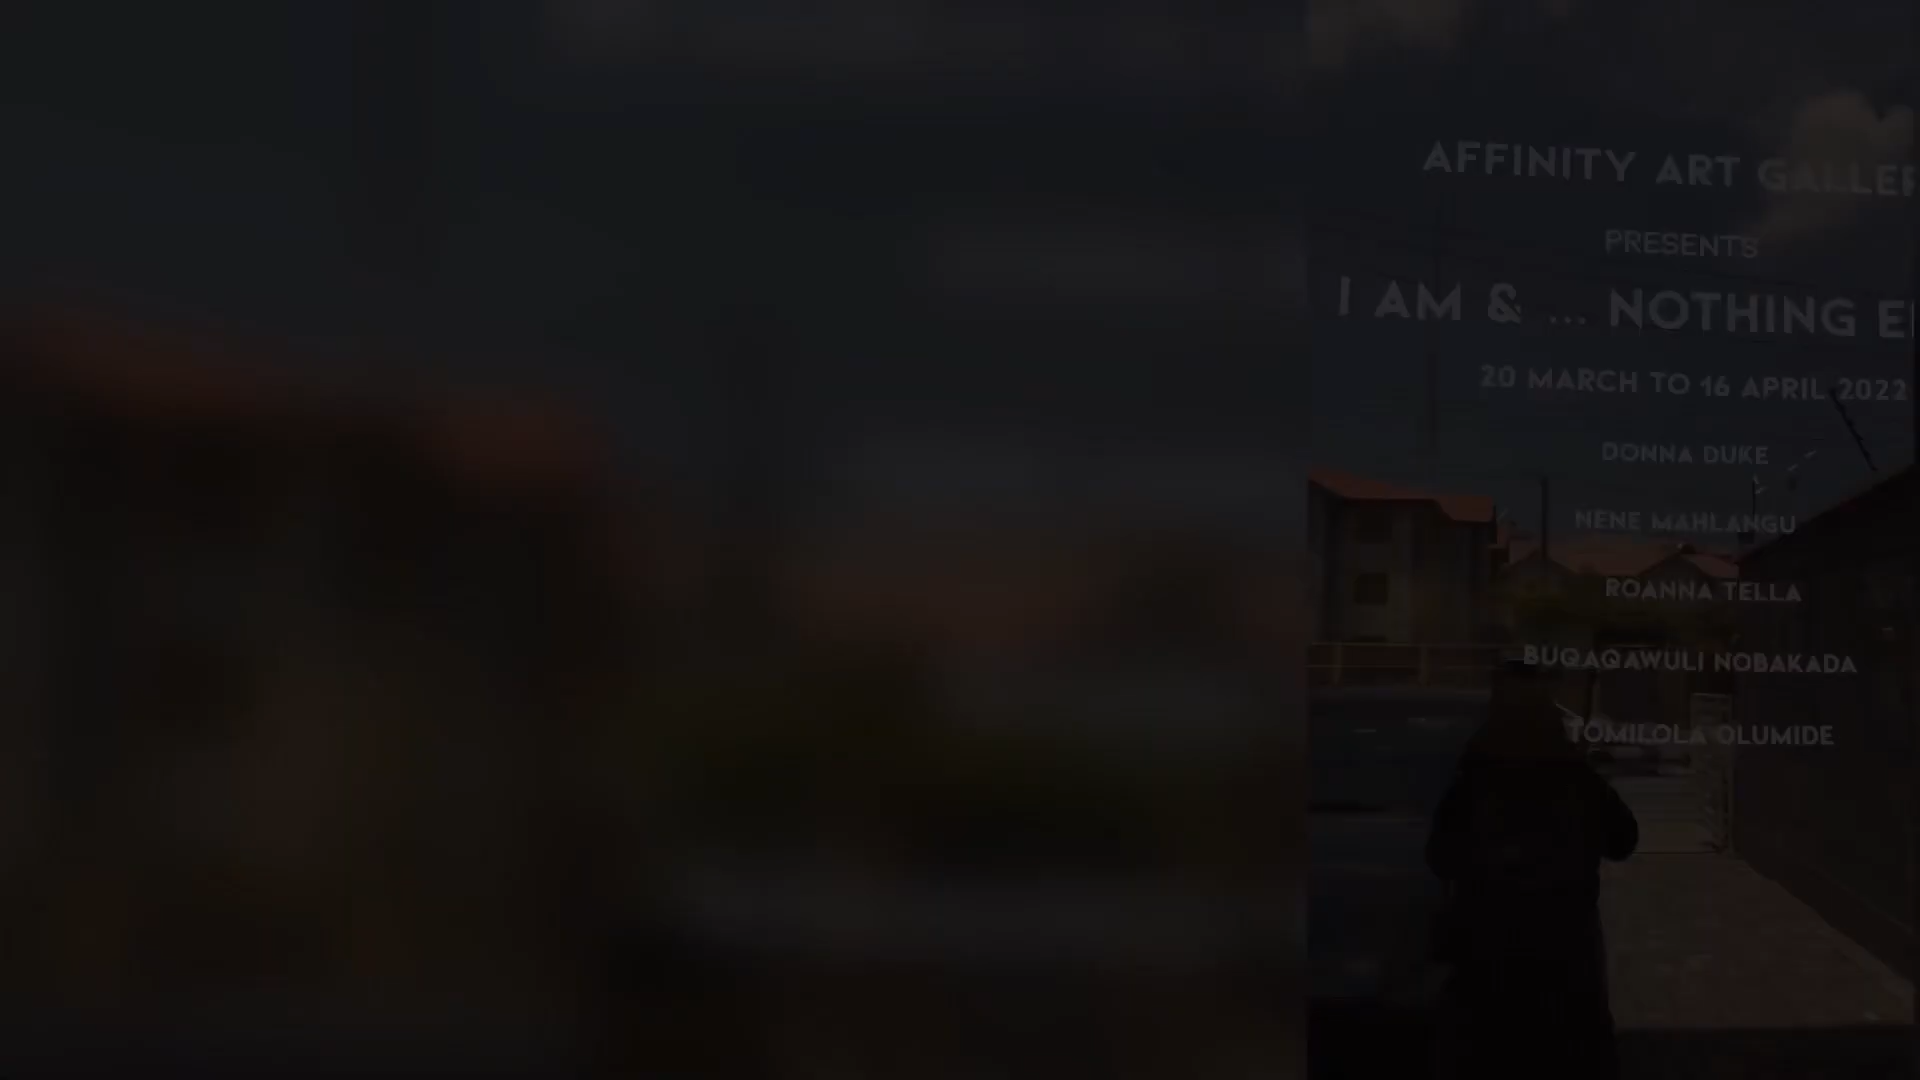 AFFINITY ART GALLER
PRESENTS
I AM & ... NOTHING E
20 MARCH TO 16 APRIL 2022
DONNA DUKE
NENE MAHLANGU
ROANNA TELLA
BUQAQAWULI NOBAKADA
TOMILOLA OLUMIDE